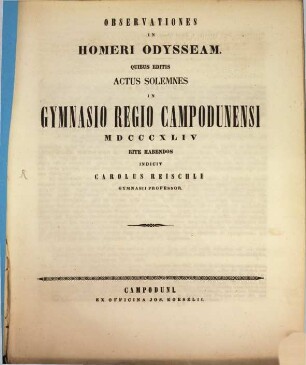 OBSERVATIONES
IN
HOMERI ODYSSEAM.
QUIBUS EDITIS
ACTUS SOLEMNES
IN
GYMNASIO REGIO CAMPODUNENSI
MDCCCXLIV
RITE HABENDOS
INDICIT
CAROLUS REISCHLE
GYMNASII PROFESSOR.
CAMPODUNI.
EX OFFICINA JOS. KOESELII.